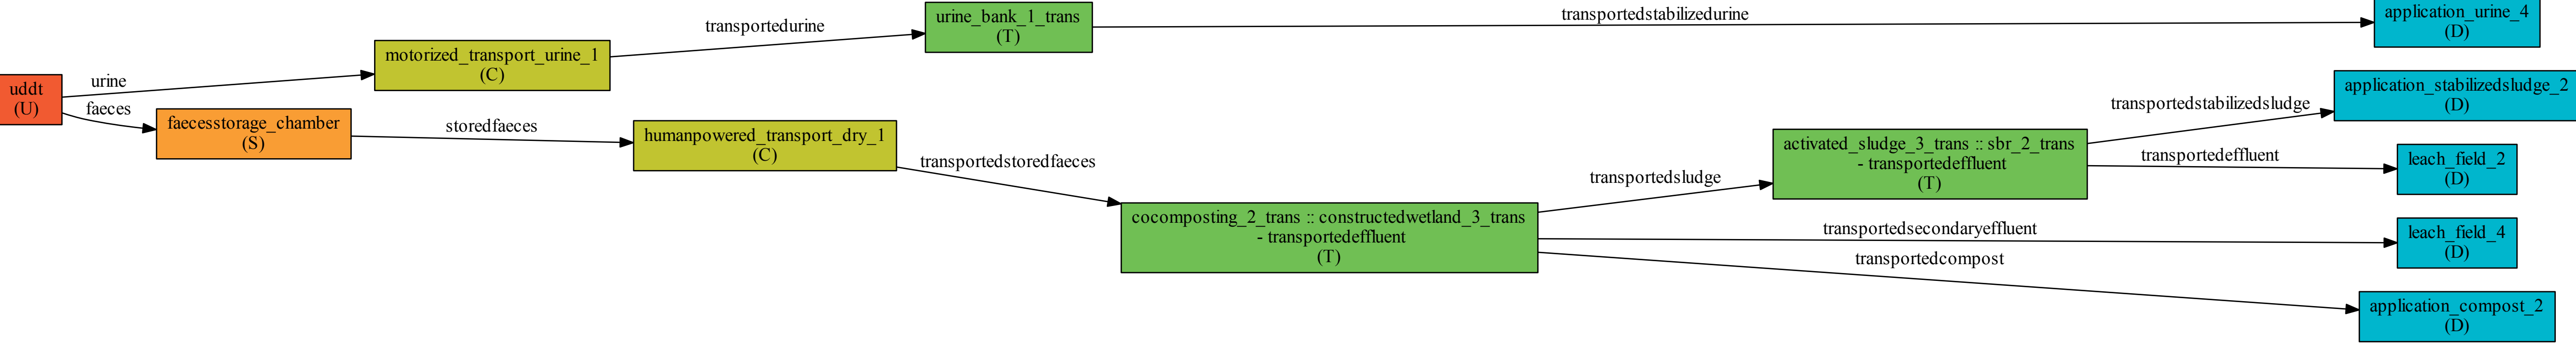 uddt
(U)
urine
faeces
motorized_transport_urine_1
(C)
faecesstorage_chamber
(S)
transportedurine
storedfaeces
urine_bank_1_trans
(T)
humanpowered_transport_dry_1
(C)
transportedstabilizedurine
transportedstoredfaeces
cocomposting_2_trans :: constructedwetland_3_trans
- transportedeffluent
(T)
transportedsludge
transportedsecondaryeffluent
transportedcompost
activated_sludge_3_trans :: sbr_2_trans
- transportedeffluent
(T)
transportedstabilizedsludge
transportedeffluent
application_urine_4
(D)
application_stabilizedsludge_2
(D)
leach_field_2
(D)
leach_field_4
(D)
application_compost_2
(D)